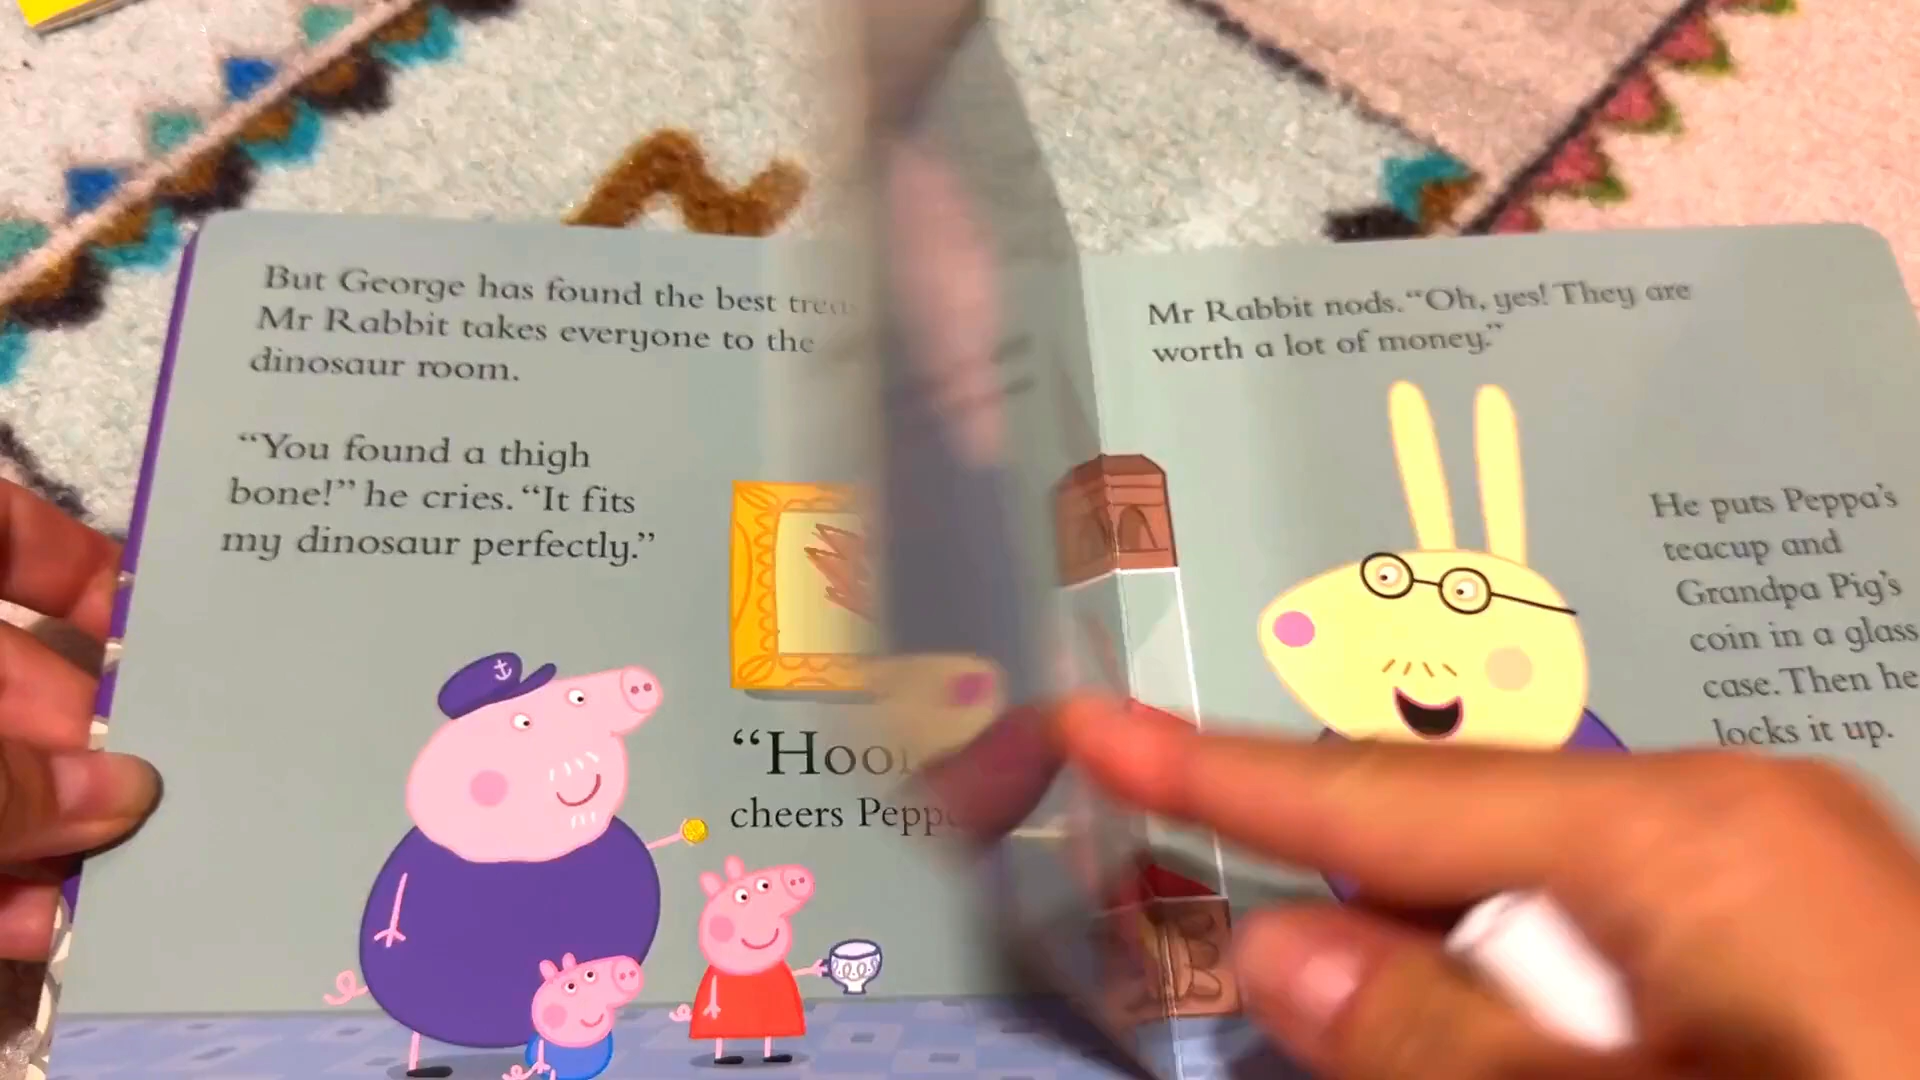 But George has found the best
Mr Rabbit takes everyone to the
dinosaur room.
“You found a thigh
bone!” he cries. “It fits
my dinosaur perfectly.”
cheers
Mr Rabbit nods. “Oh, yes! They are
worth a lot of money.”
He puts Peppa’s
teacup and
Grandpa Pig’s
coin in a glass
case. Then he
locks it up.